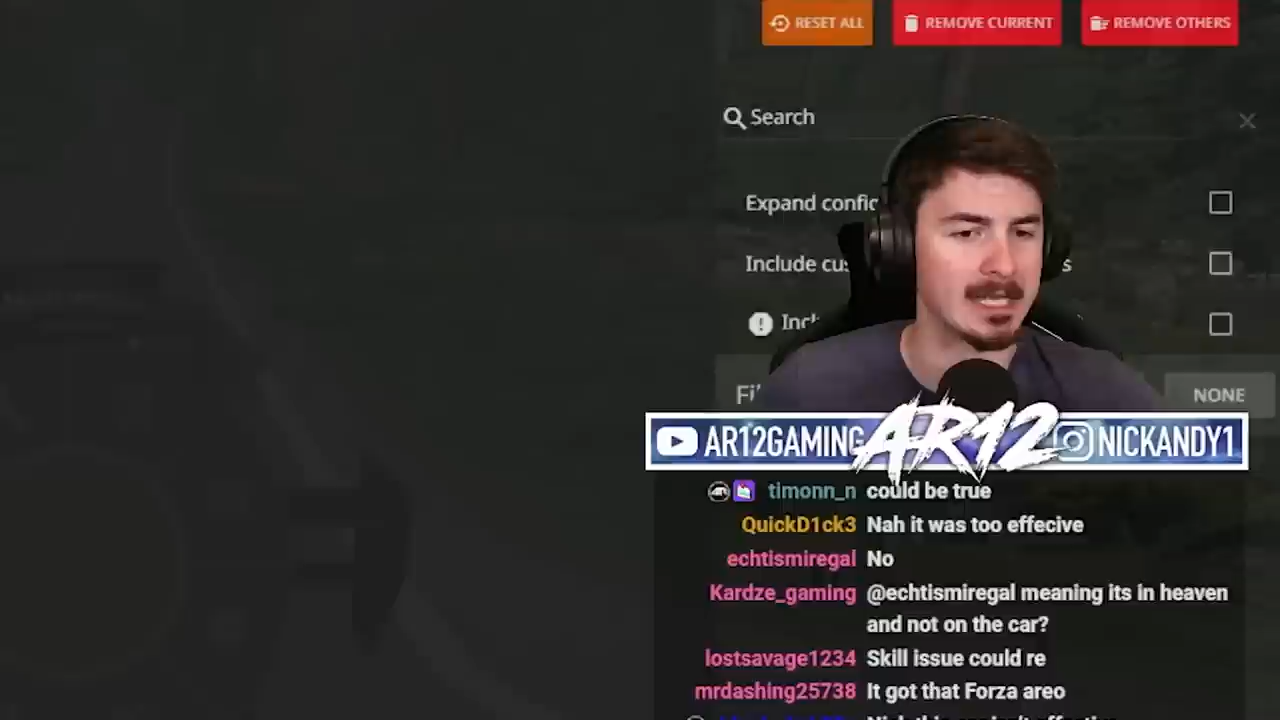 RESET ALL
REMOVE CURRENT
REMOVE OTHERS
Search
Expand
Include
NONE
AR12GAMING
AR12
NICKANDY1
timonn_n could be true
QuickD1ck3 Nah it was too effecive
echtismiregal No
Kardze_gaming @echtismiregal meaning its in heaven
and not on the car?
lostsavage1234 Skill issue could re
mrdashing25738 It got that Forza areo